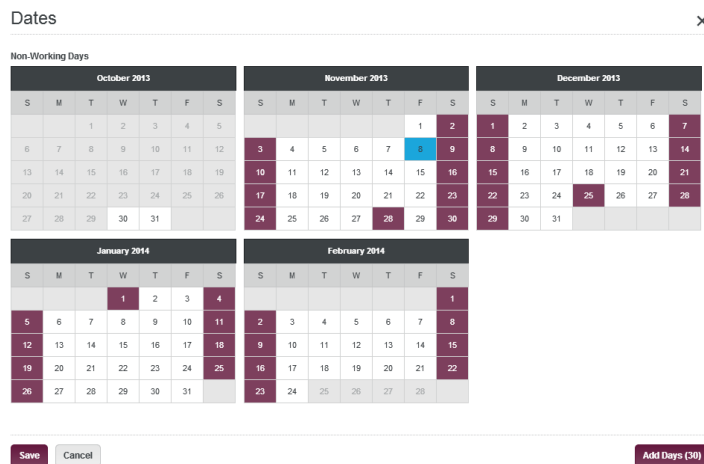 Dates
Non-Working Days
October 2013
S M T W T F S
1 2 3 4 5
6 7 8 9 10 11 12
13 14 15 16 17 18 19
20 21 22 23 24 25 26
27 28 29 30 31
November 2013
S M T W T F S
1 2
3 4 5 6 7 8 9
10 11 12 13 14 15 16
17 18 19 20 21 22 23
24 25 26 27 28 29 30
December 2013
S M T W T F S
1 2 3 4 5 6 7
8 9 10 11 12 13 14
15 16 17 18 19 20 21
22 23 24 25 26 27 28
29 30 31
January 2014
S M T W T F S
1 2 3 4
5 6 7 8 9 10 11
12 13 14 15 16 17 18
19 20 21 22 23 24 25
26 27 28 29 30 31
February 2014
S M T W T F S
1
2 3 4 5 6 7 8
9 10 11 12 13 14 15
16 17 18 19 20 21 22
23 24 25 26 27 28
Save Cancel Add Days (30)